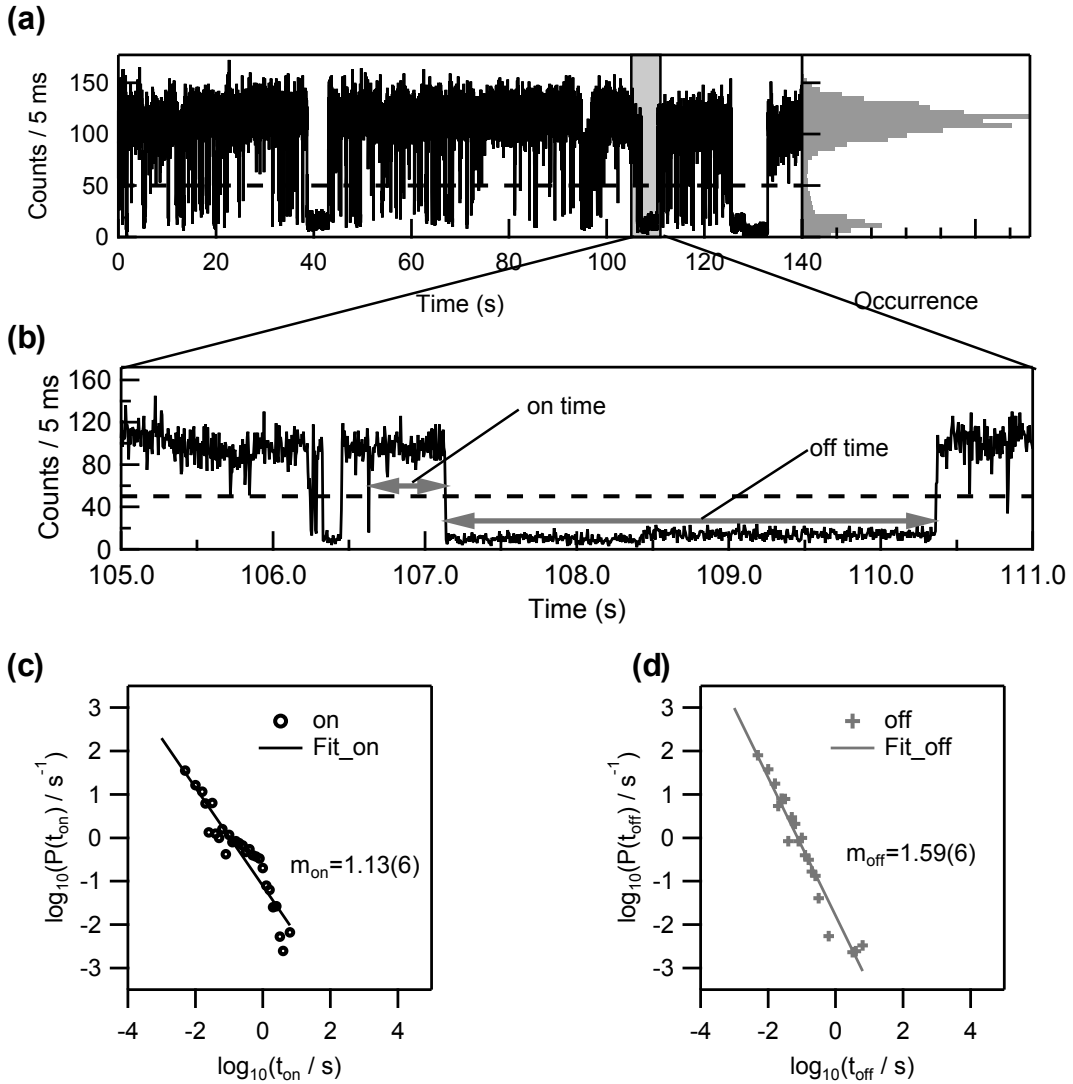 (a)
150
100
50
0
Counts / 5 ms
0 20 40 60 80 100 120 140
Time (s)
Occurrence
(b)
160
120
80
40
0
Counts / 5 ms
on time
off time
105.0 106.0 107.0 108.0 109.0 110.0 111.0
Time (s)
(c)
3
2
1
0
-1
-2
-3
log₁₀(P(tₒₙ) / s⁻¹)
on
Fit_on
mₒₙ=1.13(6)
-4 -2 0 2 4
log₁₀(tₒₙ / s)
(d)
3
2
1
0
-1
-2
-3
log₁₀(P(t_off) / s⁻¹)
off
Fit_off
m_off=1.59(6)
-4 -2 0 2 4
log₁₀(t_off / s)